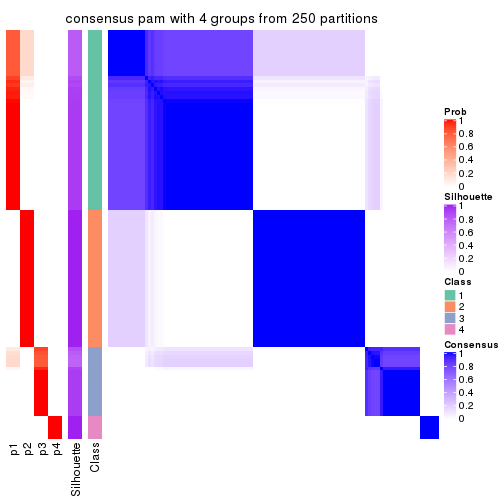 consensus pam with 4 groups from 250 partitions
Prob
1
0.8
0.6
0.4
0.2
0
Silhouette
1
0.8
0.6
0.4
0.2
0
Class
1
2
3
4
Consensus
1
0.8
0.6
0.4
0.2
0
p1
p2
p3
p4
Silhouette
Class